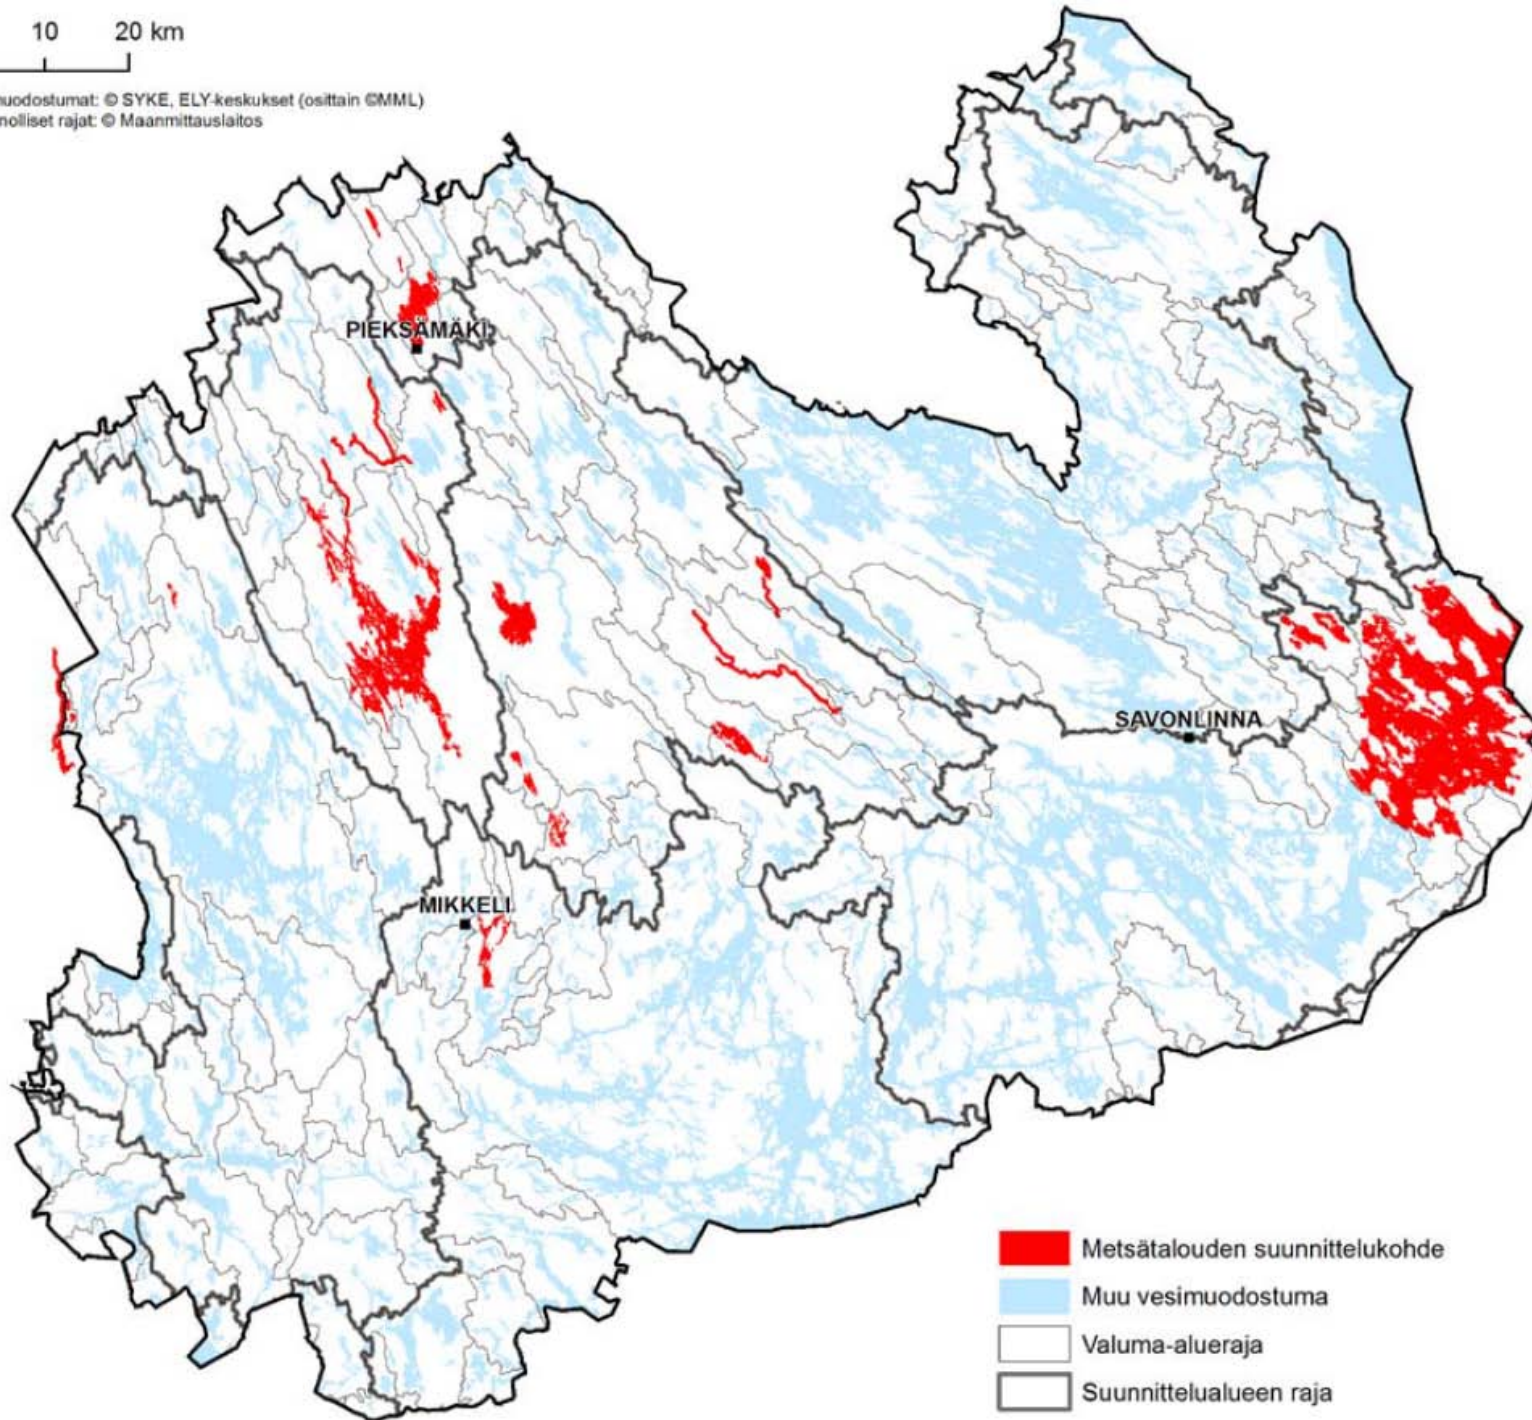 10 20 km
uodostumat: © SYKE, ELY-keskukset (osittain ©MML)
nolliset rajat: © Maanmittauslaitos
PIEKSÄMÄKI
SAVONLINNA
MIKKELI
Metsätalouden suunnittelukohde
Muu vesimuodostuma
Valuma-alueraja
Suunnittelualueen raja